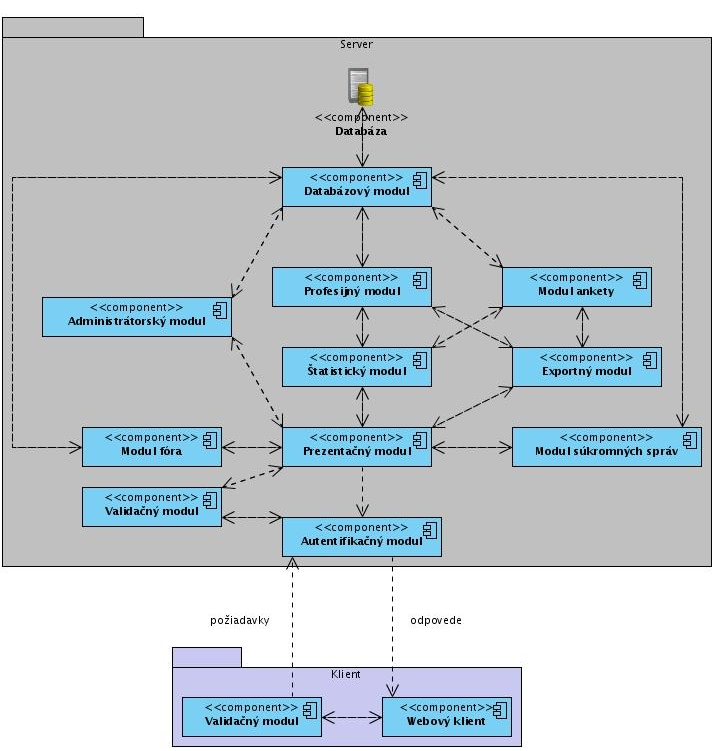 Server
<<component>>
Databáza
<<component>>
Databázový modul
<<component>>
Profesijný modul
<<component>>
Modul ankety
<<component>>
Administrátorský modul
<<component>>
Štatistický modul
<<component>>
Exportný modul
<<component>>
Modul fóra
<<component>>
Prezentačný modul
<<component>>
Modul súkromných správ
<<component>>
Validačný modul
<<component>>
Autentifikačný modul
požiadavky
odpovede
Klient
<<component>>
Validačný modul
<<component>>
Webový klient